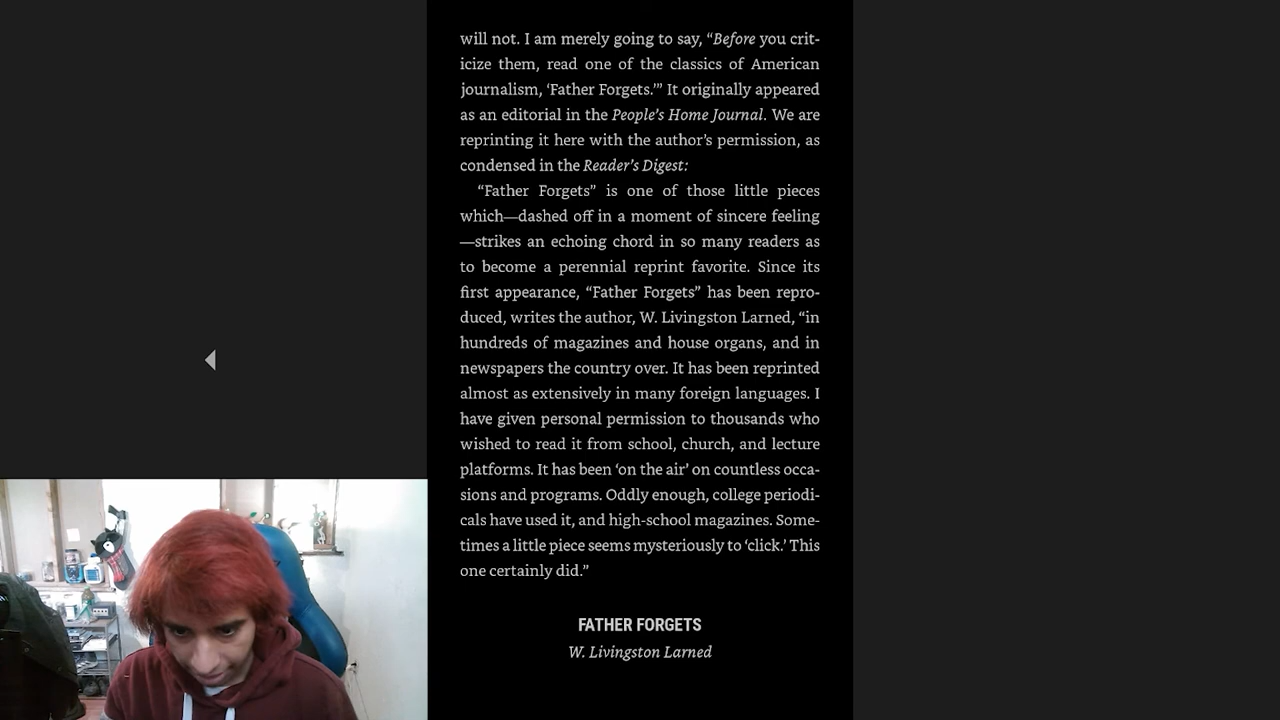 will not. I am merely going to say, “Before you crit-
icize them, read one of the classics of American
journalism, ‘Father Forgets.’” It originally appeared
as an editorial in the People’s Home Journal. We are
reprinting it here with the author’s permission, as
condensed in the Reader’s Digest:
“Father Forgets” is one of those little pieces
which—dashed off in a moment of sincere feeling
—strikes an echoing chord in so many readers as
to become a perennial reprint favorite. Since its
first appearance, “Father Forgets” has been repro-
duced, writes the author, W. Livingston Larned, “in
hundreds of magazines and house organs, and in
newspapers the country over. It has been reprinted
almost as extensively in many foreign languages. I
have given personal permission to thousands who
wished to read it from school, church, and lecture
platforms. It has been ‘on the air’ on countless occa-
sions and programs. Oddly enough, college periodi-
cals have used it, and high-school magazines. Some-
times a little piece seems mysteriously to ‘click.’ This
one certainly did.”
FATHER FORGETS
W. Livingston Larned